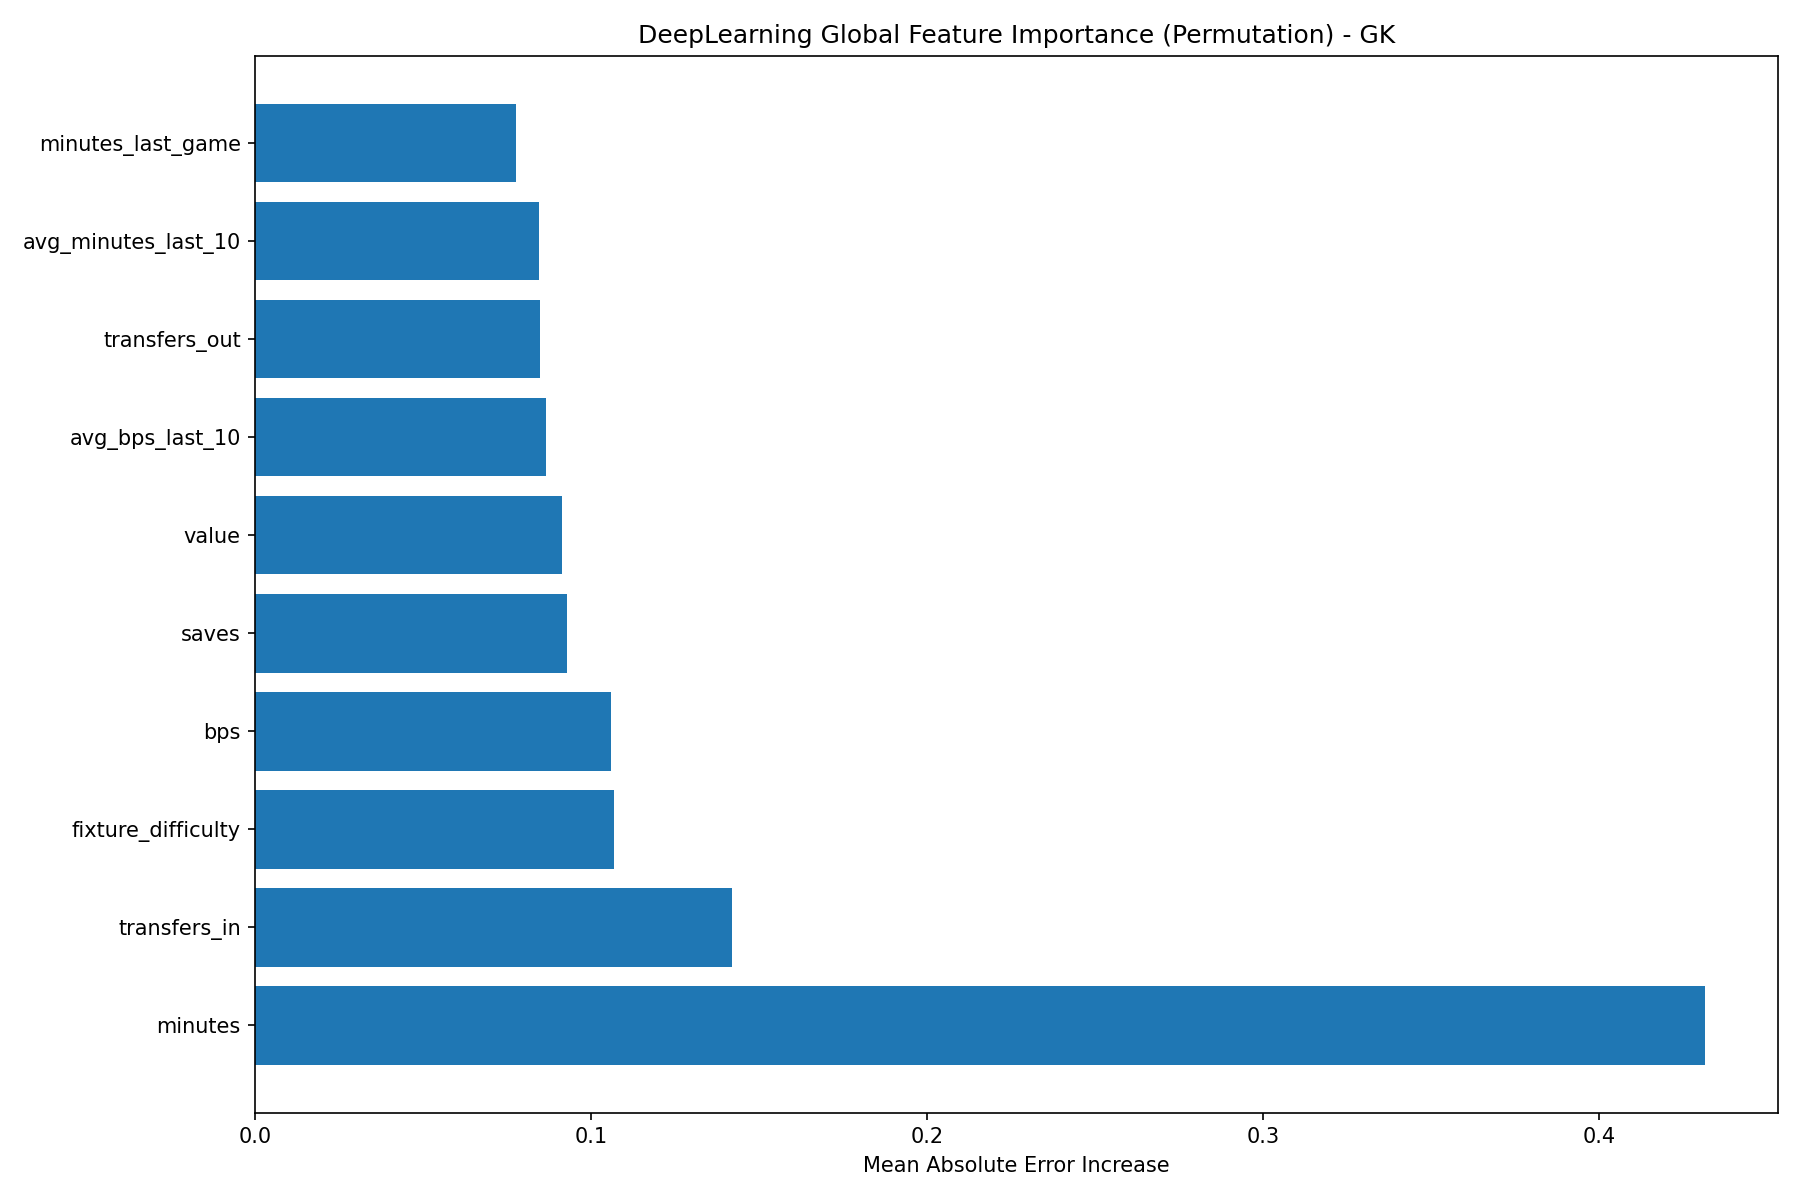 DeepLearning Global Feature Importance (Permutation) - GK
minutes_last_game
avg_minutes_last_10
transfers_out
avg_bps_last_10
value
saves
bps
fixture_difficulty
transfers_in
minutes
0.0 0.1 0.2 0.3 0.4
Mean Absolute Error Increase